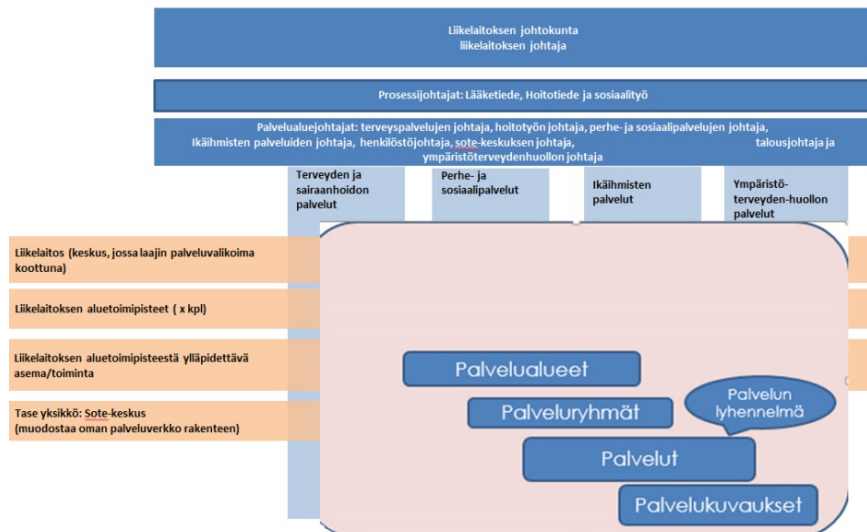 Liikelaitoksen johtokunta
liikelaitoksen johtaja
Prosessijohtajat: Lääketiede, Hoitotiede ja sosiaalityö
Palvelualuejohtajat: terveyspalvelujen johtaja, hoitotyön johtaja, perhe- ja sosiaalipalvelujen johtaja,
Ikäihmisten palveluiden johtaja, henkilöstöjohtaja, sote-keskuksen johtaja, talousjohtaja ja
ympäristöterveydenhuollon johtaja
Terveyden ja
sairaanhoidon
palvelut
Perhe- ja
sosiaalipalvelut
Ikäihmisten
palvelut
Ympäristö-
terveyden-huollon
palvelut
Liikelaitos (keskus, jossa laajin palveluvalikoima
koottuna)
Liikelaitoksen aluetoimipisteet ( x kpl)
Liikelaitoksen aluetoimipisteestä ylläpidettävä
asema/toiminta
Tase yksikkö: Sote-keskus
(muodostaa oman palveluverkko rakenteen)
Palvelualueet
Palveluryhmät
Palvelun
lyhennelmä
Palvelut
Palvelukuvaukset